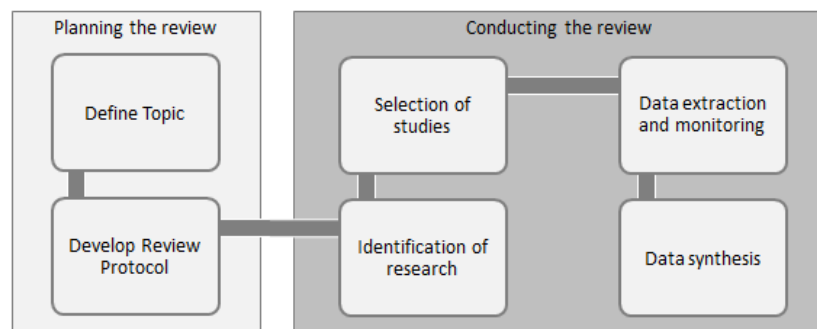 Planning the review
Define Topic
Develop Review
Protocol
Conducting the review
Selection of
studies
Identification of
research
Data extraction
and monitoring
Data synthesis